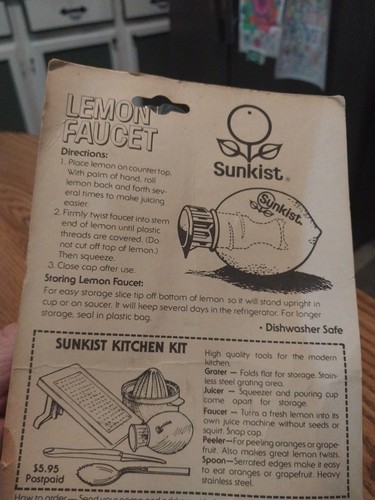 LEMON
FAUCET
Directions:
1. Place lemon on countertop.
With palm of hand, roll
lemon back and forth sev-
eral times to make juicing
easier.
2. Firmly twist faucet into stem
end of lemon until plastic
threads are covered. (Do
not cut off top of lemon.)
Then squeeze.
3. Close cap after use.
Sunkist®
Sunkist.
Storing Lemon Faucet:
For easy storage slice tip off bottom of lemon so it will stand upright in
cup or on saucer. It will keep several days in the refrigerator. For longer
storage, seal in plastic bag.
• Dishwasher Safe
SUNKIST KITCHEN KIT
$5.95
Postpaid
High quality tools for the modern
kitchen.
Grater — Folds flat for storage. Stain-
less steel grating area.
Juicer — Squeezer and pouring cup
come apart for storage.
Faucet — Turns a fresh lemon into its
own juice machine without seeds or
squirt. Snap cap.
Peeler—For peeling oranges or grape-
fruit. Also makes great lemon twists.
Spoon—Serrated edges make it easy
to eat oranges or grapefruit. Heavy
stainless steel.
How to order — Send your name and